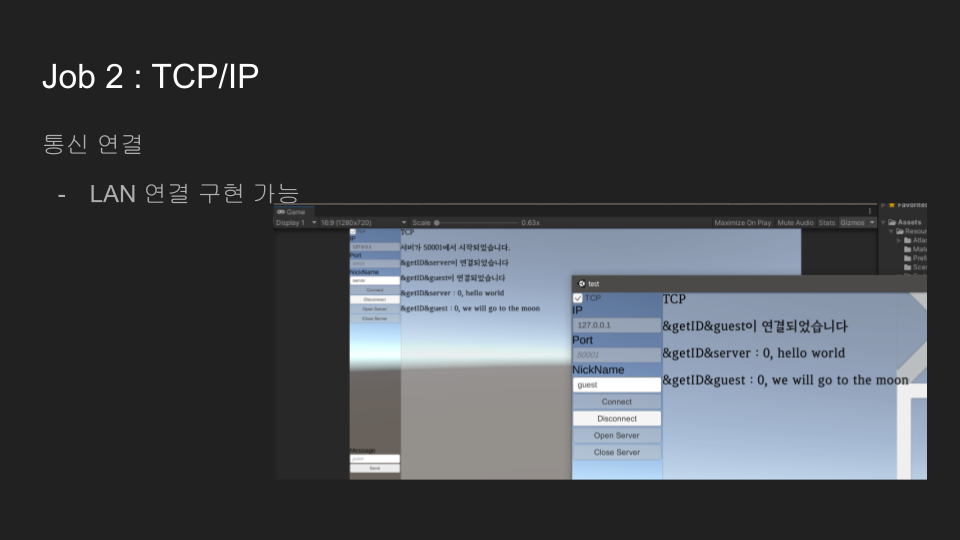 Job 2 : TCP/IP
통신 연결
- LAN 연결 구현 가능
Game
Display 1 16:9 (1280x720) Scale 0.63x Maximize On Play Mute Audio Stats Gizmos
Favorites
Assets
TCP
IP
127.0.0.1
Port
50001
NickName
server
Connect
Disconnect
Open Server
Close Server
TCP
서버가 50001에서 시작되었습니다.
&getID&server이 연결되었습니다
&getID&guest이 연결되었습니다
&getID&server : 0, hello world
&getID&guest : 0, we will go to the moon
Message
Send
test
TCP
IP
127.0.0.1
Port
50001
NickName
guest
Connect
Disconnect
Open Server
Close Server
TCP
&getID&guest이 연결되었습니다
&getID&server : 0, hello world
&getID&guest : 0, we will go to the moon